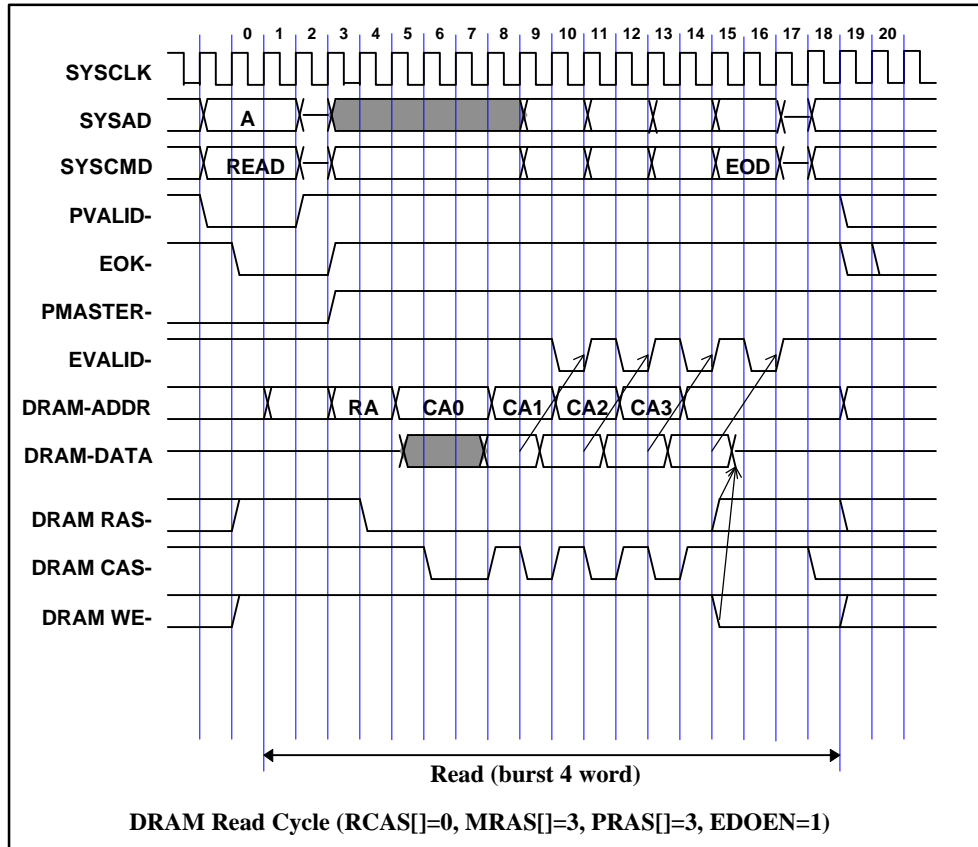 0 1 2 3 4 5 6 7 8 9 10 11 12 13 14 15 16 17 18 19 20
SYSCLK
SYSAD A
SYSCMD READ EOD
PVALID-
EOK-
PMASTER-
EVALID-
DRAM-ADDR RA CA0 CA1 CA2 CA3
DRAM-DATA
DRAM RAS-
DRAM CAS-
DRAM WE-
Read (burst 4 word)
DRAM Read Cycle (RCAS[]=0, MRAS[]=3, PRAS[]=3, EDOEN=1)